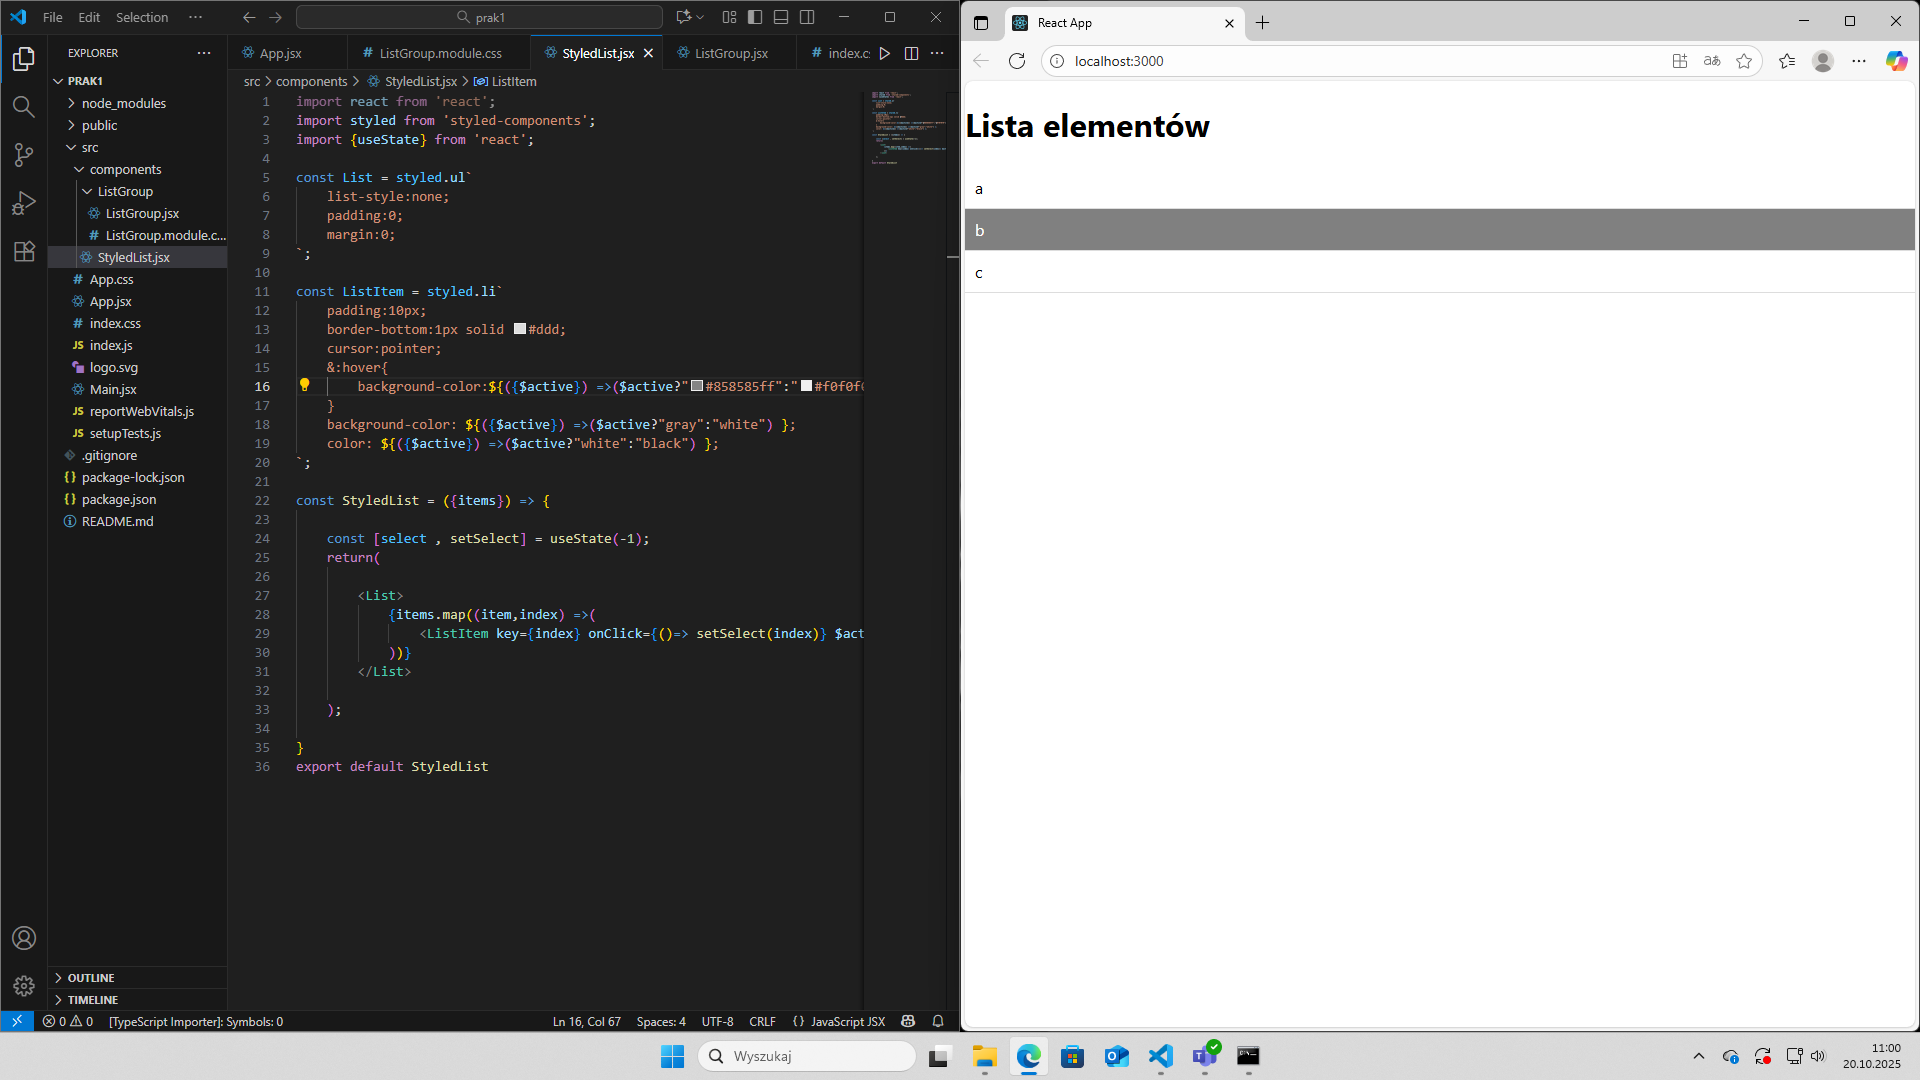 File Edit Selection ···
prak1
EXPLORER
PRAK1
node_modules
public
src
components
ListGroup
ListGroup.jsx
ListGroup.module.c...
StyledList.jsx
App.css
App.jsx
index.css
index.js
logo.svg
Main.jsx
reportWebVitals.js
setupTests.js
.gitignore
package-lock.json
package.json
README.md
OUTLINE
TIMELINE
App.jsx
ListGroup.module.css
StyledList.jsx
ListGroup.jsx
index.c
src > components > StyledList.jsx > ListItem
1 import react from 'react';
2 import styled from 'styled-components';
3 import {useState} from 'react';
4
5 const List = styled.ul`
6 list-style:none;
7 padding:0;
8 margin:0;
9 `;
10
11 const ListItem = styled.li`
12 padding:10px;
13 border-bottom:1px solid #ddd;
14 cursor:pointer;
15 &:hover{
16 background-color:${({$active}) =>($active?"#858585ff":"#f0f0f
17 }
18 background-color: ${({$active}) =>($active?"gray":"white") };
19 color: ${({$active}) =>($active?"white":"black") };
20 `;
21
22 const StyledList = ({items}) => {
23
24 const [select , setSelect] = useState(-1);
25 return(
26
27 <List>
28 {items.map((item,index) =>(
29 <ListItem key={index} onClick={()=> setSelect(index)} $act
30 ))}
31 </List>
32
33 );
34
35 }
36 export default StyledList
0 0 [TypeScript Importer]: Symbols: 0
Ln 16, Col 67 Spaces: 4 UTF-8 CRLF {} JavaScript JSX
React App
localhost:3000
Lista elementów
a
b
c
Wyszukaj
11:00
20.10.2025